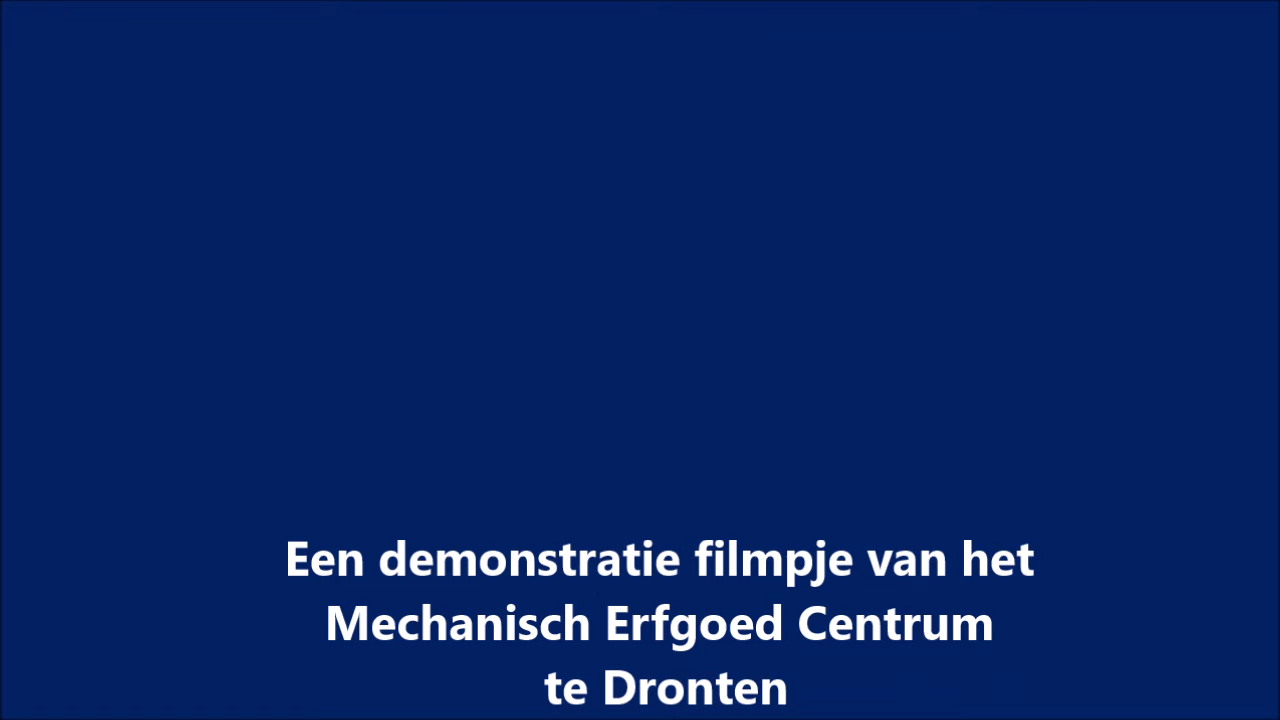 Een demonstratie filmpje van het
Mechanisch Erfgoed Centrum
te Dronten